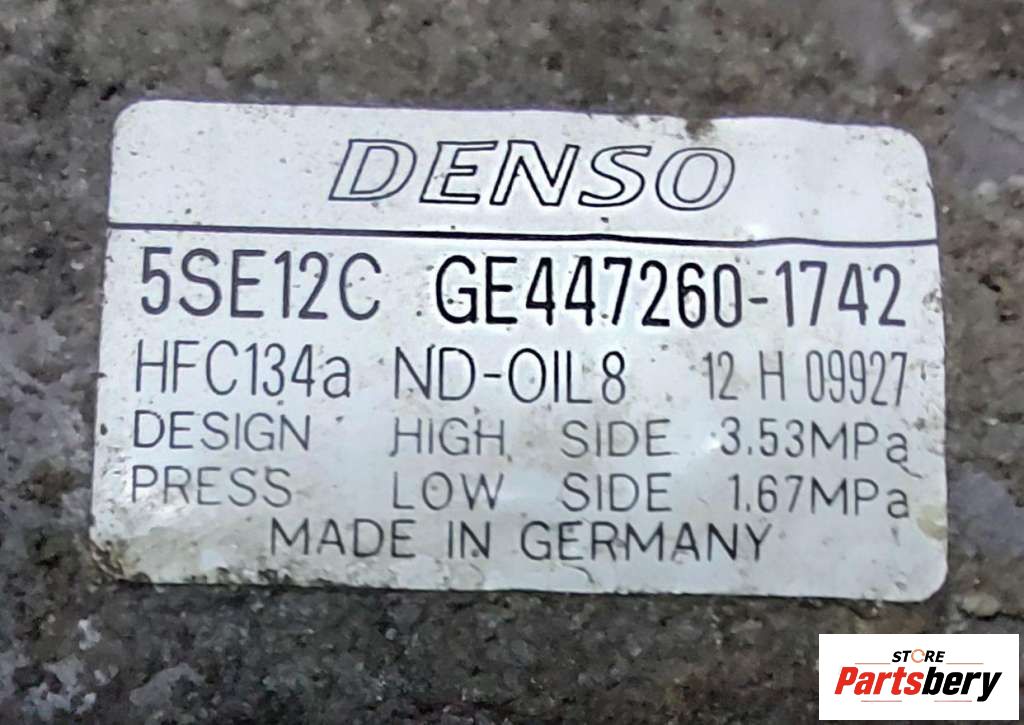 DENSO
5SE12C GE447260-1742
HFC134a ND-OIL8 12 H 09927
DESIGN HIGH SIDE 3.53MPa
PRESS LOW SIDE 1.67MPa
MADE IN GERMANY
STORE
Partsbery